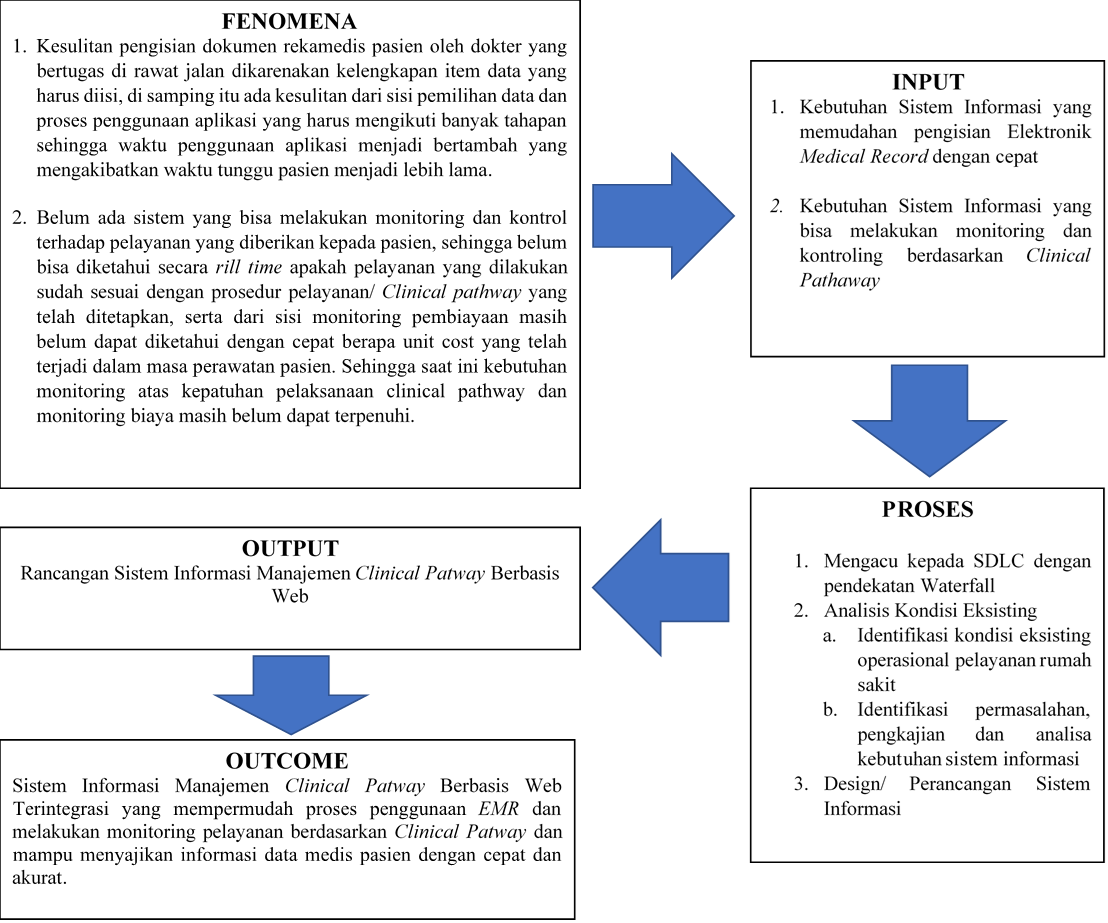 FENOMENA
1. Kesulitan pengisian dokumen rekamedis pasien oleh dokter yang
bertugas di rawat jalan dikarenakan kelengkapan item data yang
harus diisi, di samping itu ada kesulitan dari sisi pemilihan data dan
proses penggunaan aplikasi yang harus mengikuti banyak tahapan
sehingga waktu penggunaan aplikasi menjadi bertambah yang
mengakibatkan waktu tunggu pasien menjadi lebih lama.
2. Belum ada sistem yang bisa melakukan monitoring dan kontrol
terhadap pelayanan yang diberikan kepada pasien, sehingga belum
bisa diketahui secara rill time apakah pelayanan yang dilakukan
sudah sesuai dengan prosedur pelayanan/ Clinical pathway yang
telah ditetapkan, serta dari sisi monitoring pembiayaan masih
belum dapat diketahui dengan cepat berapa unit cost yang telah
terjadi dalam masa perawatan pasien. Sehingga saat ini kebutuhan
monitoring atas kepatuhan pelaksanaan clinical pathway dan
monitoring biaya masih belum dapat terpenuhi.
INPUT
1. Kebutuhan Sistem Informasi yang
memudahan pengisian Elektronik
Medical Record dengan cepat
2. Kebutuhan Sistem Informasi yang
bisa melakukan monitoring dan
kontroling berdasarkan Clinical
Pathaway
PROSES
1. Mengacu kepada SDLC dengan
pendekatan Waterfall
2. Analisis Kondisi Eksisting
a. Identifikasi kondisi eksisting
operasional pelayanan rumah
sakit
b. Identifikasi permasalahan,
pengkajian dan analisa
kebutuhan sistem informasi
3. Design/ Perancangan Sistem
Informasi
OUTPUT
Rancangan Sistem Informasi Manajemen Clinical Patway Berbasis
Web
OUTCOME
Sistem Informasi Manajemen Clinical Patway Berbasis Web
Terintegrasi yang mempermudah proses penggunaan EMR dan
melakukan monitoring pelayanan berdasarkan Clinical Patway dan
mampu menyajikan informasi data medis pasien dengan cepat dan
akurat.